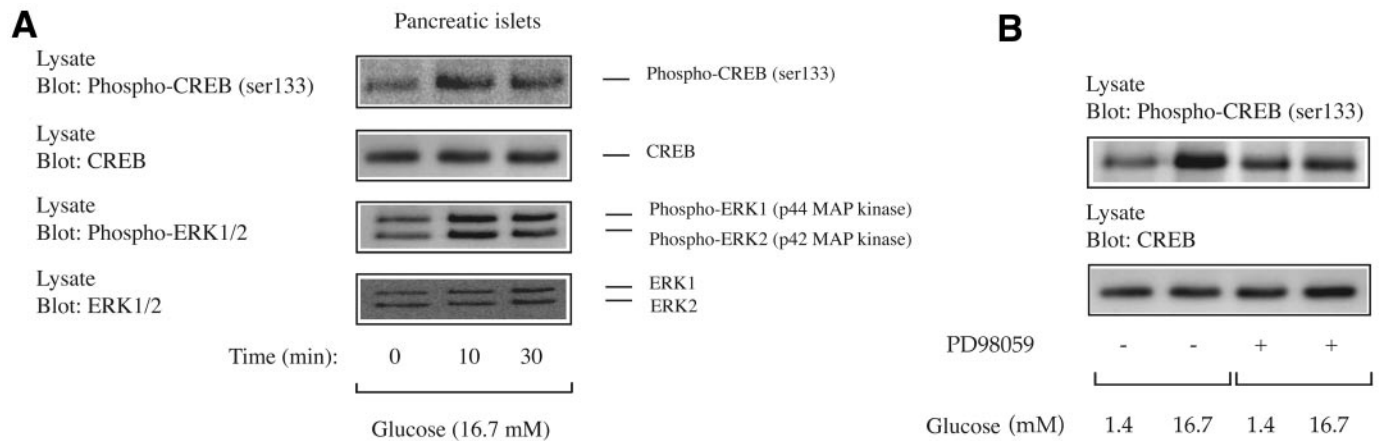 A
Pancreatic islets
Lysate
Blot: Phospho-CREB (ser133)
Phospho-CREB (ser133)
Lysate
Blot: CREB
CREB
Lysate
Blot: Phospho-ERK1/2
Phospho-ERK1 (p44 MAP kinase)
Phospho-ERK2 (p42 MAP kinase)
Lysate
Blot: ERK1/2
ERK1
ERK2
Time (min): 0 10 30
Glucose (16.7 mM)
B
Lysate
Blot: Phospho-CREB (ser133)
Lysate
Blot: CREB
PD98059 - - + +
Glucose (mM) 1.4 16.7 1.4 16.7